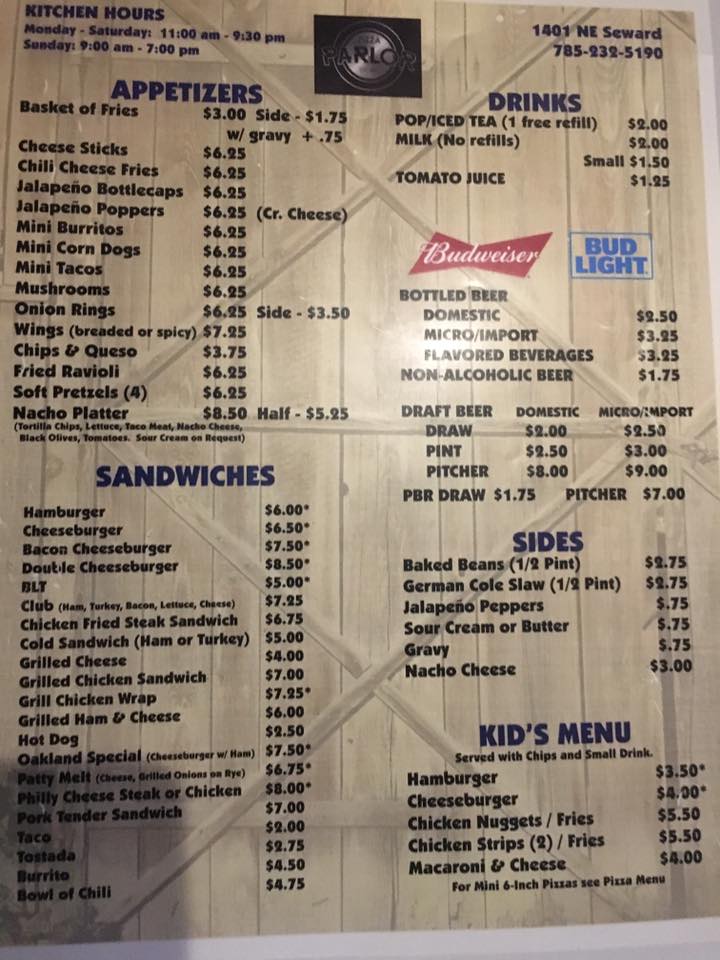 KITCHEN HOURS
Monday - Saturday: 11:00 am - 9:30 pm
Sunday: 9:00 am - 7:00 pm
PIZZA
PARLOR
1401 NE Seward
785-232-5190
APPETIZERS
Basket of Fries $3.00 Side - $1.75
w/ gravy + .75
Cheese Sticks $6.25
Chili Cheese Fries $6.25
Jalapeño Bottlecaps $6.25
Jalapeño Poppers $6.25 (Cr. Cheese)
Mini Burritos $6.25
Mini Corn Dogs $6.25
Mini Tacos $6.25
Mushrooms $6.25
Onion Rings $6.25 Side - $3.50
Wings (breaded or spicy) $7.25
Chips & Queso $3.75
Fried Ravioli $6.25
Soft Pretzels (4) $6.25
Nacho Platter $8.50 Half - $5.25
(Tortilla Chips, Lettuce, Taco Meat, Nacho Cheese,
Black Olives, Tomatoes. Sour Cream on Request)
SANDWICHES
Hamburger $6.00*
Cheeseburger $6.50*
Bacon Cheeseburger $7.50*
Double Cheeseburger $8.50*
BLT $5.00*
Club (Ham, Turkey, Bacon, Lettuce, Cheese) $7.25
Chicken Fried Steak Sandwich $6.75
Cold Sandwich (Ham or Turkey) $5.00
Grilled Cheese $4.00
Grilled Chicken Sandwich $7.00
Grill Chicken Wrap $7.25*
Grilled Ham & Cheese $6.00
Hot Dog $2.50
Oakland Special (Cheeseburger w/ Ham) $7.50*
Patty Melt (Cheese, Grilled Onions on Rye) $6.75*
Philly Cheese Steak or Chicken $8.00*
Pork Tender Sandwich $7.00
Taco $2.00
Tostada $2.75
Burrito $4.50
Bowl of Chili $4.75
DRINKS
POP/ICED TEA (1 free refill) $2.00
MILK (No refills) $2.00
Small $1.50
TOMATO JUICE $1.25
Budweiser
BUD LIGHT
BOTTLED BEER
DOMESTIC $2.50
MICRO/IMPORT $3.25
FLAVORED BEVERAGES $3.25
NON-ALCOHOLIC BEER $1.75
DRAFT BEER DOMESTIC MICRO/IMPORT
DRAW $2.00 $2.50
PINT $2.50 $3.00
PITCHER $8.00 $9.00
PBR DRAW $1.75 PITCHER $7.00
SIDES
Baked Beans (1/2 Pint) $2.75
German Cole Slaw (1/2 Pint) $2.75
Jalapeño Peppers $.75
Sour Cream or Butter $.75
Gravy $.75
Nacho Cheese $3.00
KID'S MENU
Served with Chips and Small Drink.
Hamburger $3.50*
Cheeseburger $4.00*
Chicken Nuggets / Fries $5.50
Chicken Strips (2) / Fries $5.50
Macaroni & Cheese $4.00
For Mini 6-Inch Pizzas see Pizza Menu